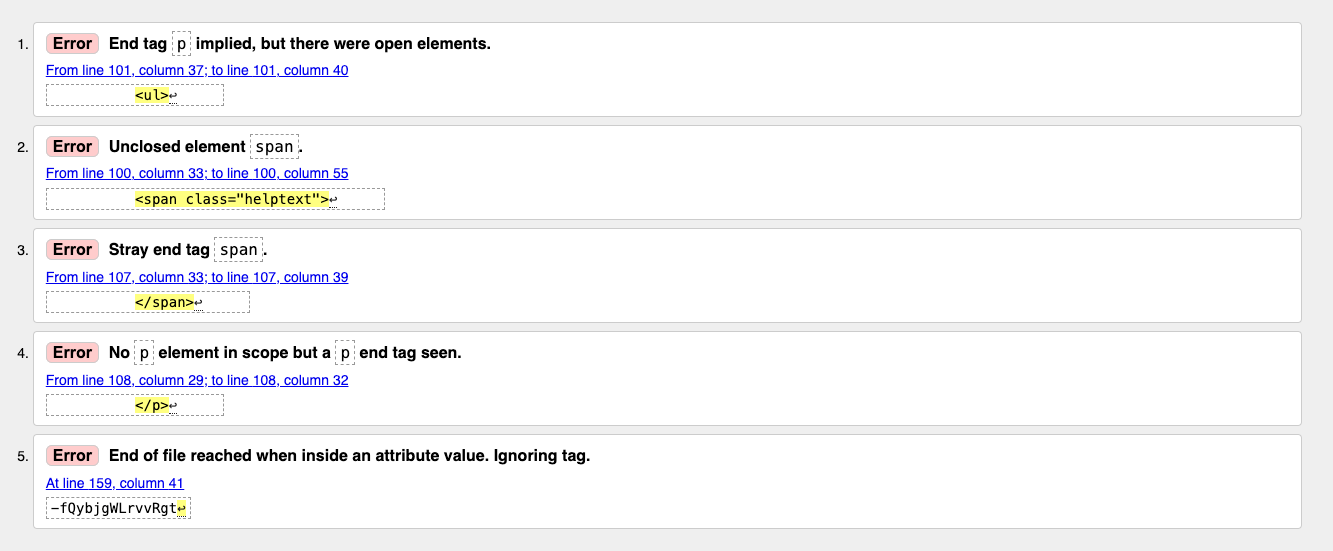 1. Error End tag p implied, but there were open elements.
From line 101, column 37; to line 101, column 40
<ul>↩
2. Error Unclosed element span.
From line 100, column 33; to line 100, column 55
<span class="helptext">↩
3. Error Stray end tag span.
From line 107, column 33; to line 107, column 39
</span>↩
4. Error No p element in scope but a p end tag seen.
From line 108, column 29; to line 108, column 32
</p>↩
5. Error End of file reached when inside an attribute value. Ignoring tag.
At line 159, column 41
–fQybjgWLrvvRgt↩